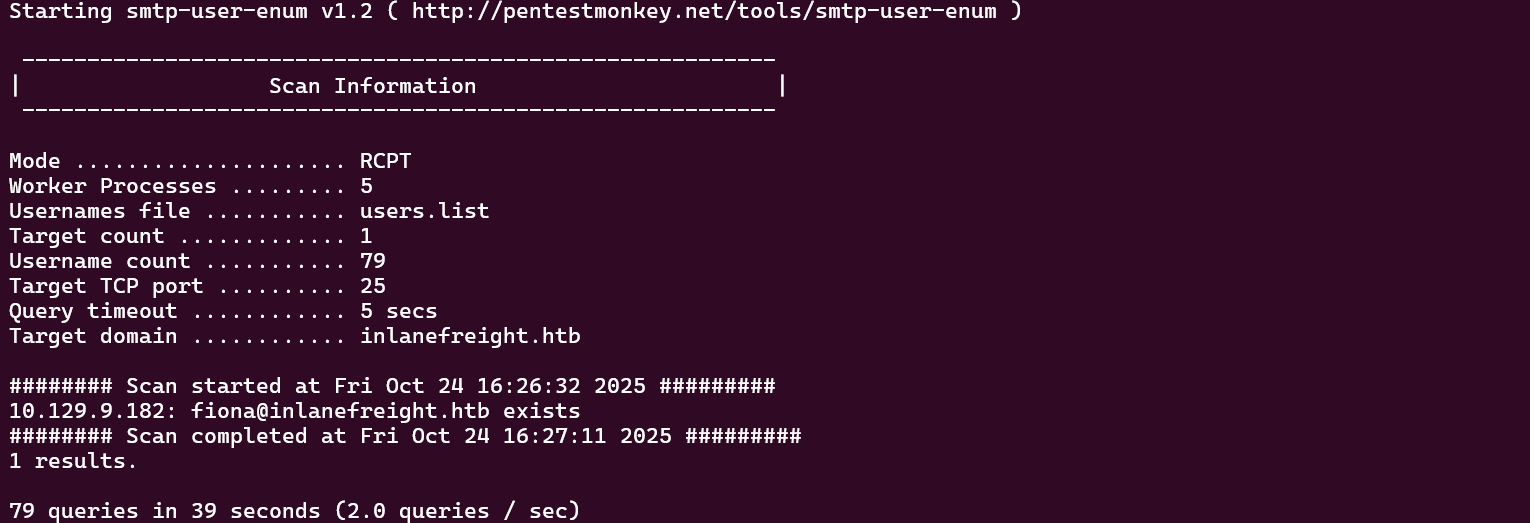 Starting smtp-user-enum v1.2 ( http://pentestmonkey.net/tools/smtp-user-enum )
 ----------------------------------------------------------
|                   Scan Information                       |
 ----------------------------------------------------------
Mode ..................... RCPT
Worker Processes ......... 5
Usernames file ........... users.list
Target count ............. 1
Username count ........... 79
Target TCP port .......... 25
Query timeout ............ 5 secs
Target domain ............ inlanefreight.htb
######## Scan started at Fri Oct 24 16:26:32 2025 #########
10.129.9.182: fiona@inlanefreight.htb exists
######## Scan completed at Fri Oct 24 16:27:11 2025 #########
1 results.
79 queries in 39 seconds (2.0 queries / sec)